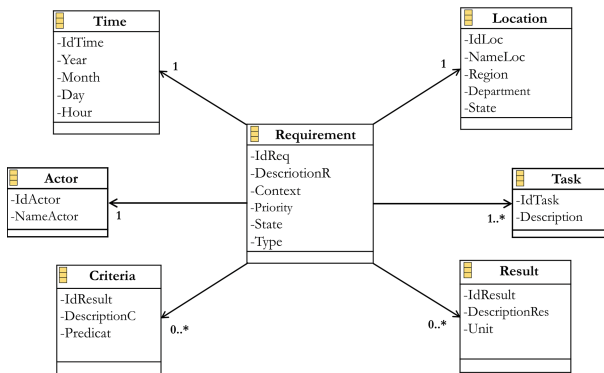 Time
-IdTime
-Year
-Month
-Day
-Hour
1
Location
-IdLoc
-NameLoc
-Region
-Department
-State
1
Requirement
-IdReq
-DescriotionR
-Context
-Priority
-State
-Type
Actor
-IdActor
-NameActor
1
Task
-IdTask
-Description
1..*
Criteria
-IdResult
-DescriptionC
-Predicat
0..*
Result
-IdResult
-DescriptionRes
-Unit
0..*